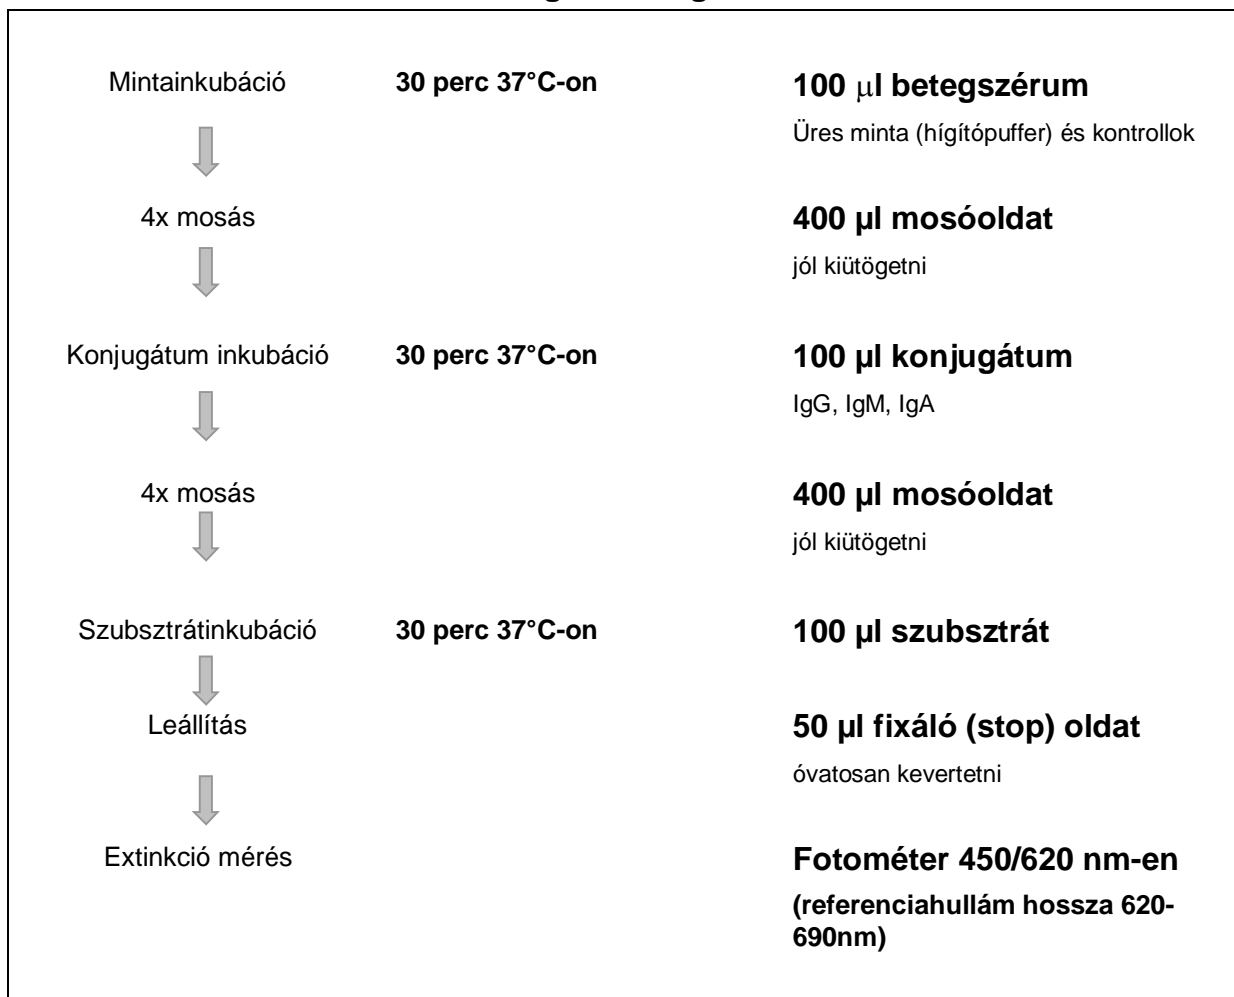 Mintainkubáció 30 perc 37°C-on 100 μl betegszérum
Üres minta (hígítópuffer) és kontrollok
4x mosás 400 µl mosóoldat
jól kiütögetni
Konjugátum inkubáció 30 perc 37°C-on 100 µl konjugátum
IgG, IgM, IgA
4x mosás 400 µl mosóoldat
jól kiütögetni
Szubsztrátinkubáció 30 perc 37°C-on 100 µl szubsztrát
Leállítás 50 µl fixáló (stop) oldat
óvatosan kevertetni
Extinkció mérés Fotométer 450/620 nm-en
(referenciahullám hossza 620-
690nm)